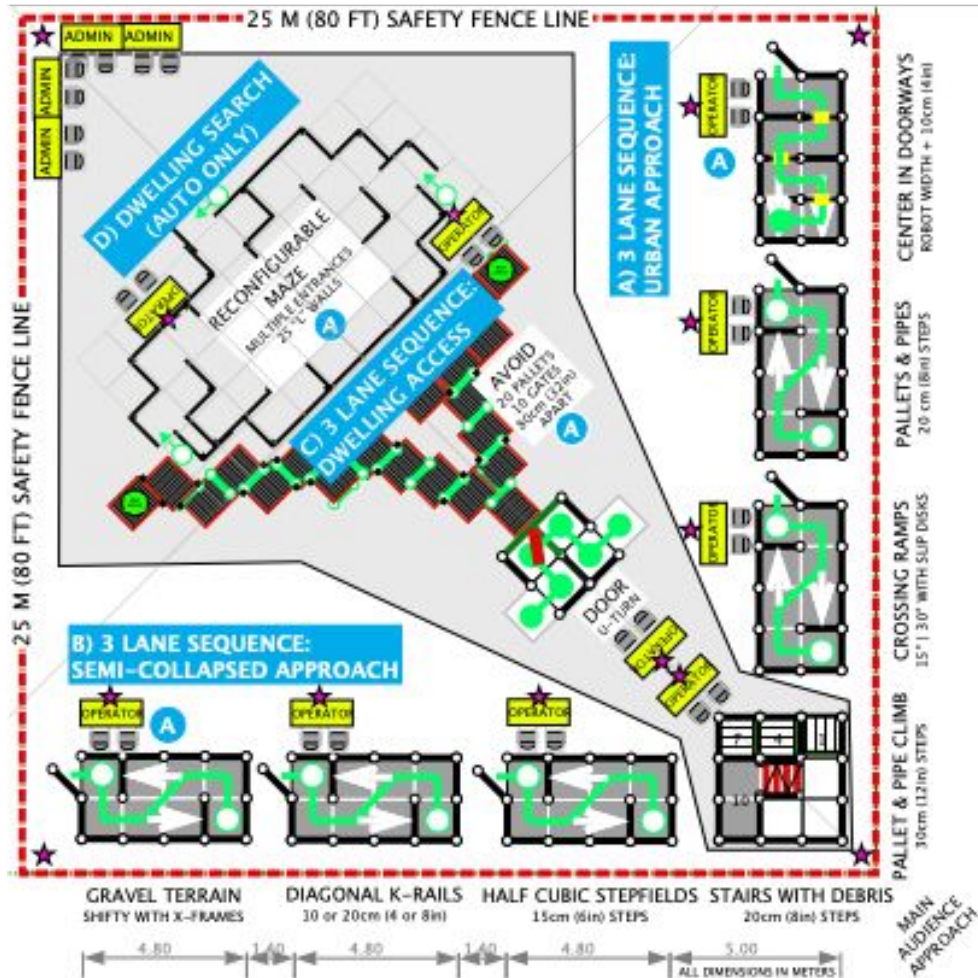 25 M (80 FT) SAFETY FENCE LINE
ADMIN
ADMIN
ADMIN
ADMIN
D) DWELLING SEARCH
(AUTO ONLY)
A) 3 LANE SEQUENCE:
URBAN APPROACH
OPERATOR
A
CENTER IN DOORWAYS
ROBOT WIDTH + 10cm (4in)
OPERATOR
OPERATOR
RECONFIGURABLE
MAZE
MULTIPLE ENTRANCES
25 "L" WALLS
A
C) 3 LANE SEQUENCE:
DWELLING ACCESS
AVOID
20 PALLETS
10 GATES
80cm (32in)
APART
A
OPERATOR
PALLETS & PIPES
20 cm (8in) STEPS
25 M (80 FT) SAFETY FENCE LINE
OPERATOR
CROSSING RAMPS
15° | 30° WITH SLIP DISKS
DOOR
U-TURN
OPERATOR
OPERATOR
B) 3 LANE SEQUENCE:
SEMI-COLLAPSED APPROACH
OPERATOR
A
OPERATOR
OPERATOR
10
PALLET & PIPE CLIMB
30cm (12in) STEPS
GRAVEL TERRAIN
SHIFTY WITH X-FRAMES
DIAGONAL K-RAILS
10 or 20cm (4 or 8in)
HALF CUBIC STEPFIELDS
15cm (6in) STEPS
STAIRS WITH DEBRIS
20cm (8in) STEPS
MAIN
AUDIENCE
APPROACH
4.80
1.40
4.80
1.40
4.80
5.00
ALL DIMENSIONS IN METERS